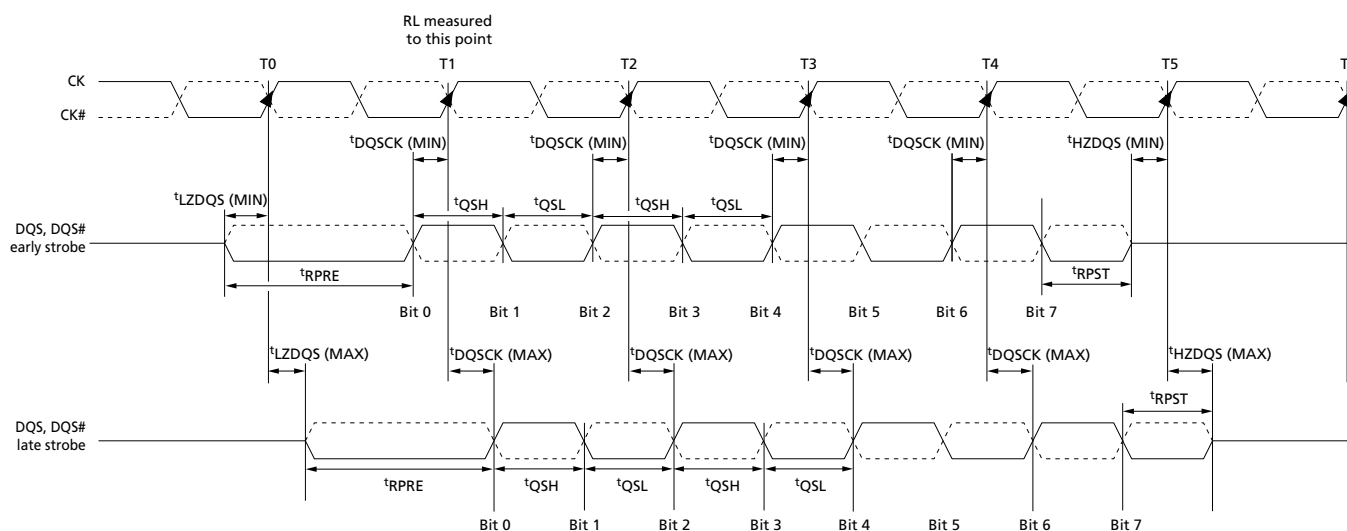 RL measured
to this point
T0 T1 T2 T3 T4 T5 T
CK
CK#
tDQSCK (MIN) tDQSCK (MIN) tDQSCK (MIN) tDQSCK (MIN) tHZDQS (MIN)
tLZDQS (MIN)
tQSH tQSL tQSH tQSL
DQS, DQS#
early strobe
tRPRE tRPST
Bit 0 Bit 1 Bit 2 Bit 3 Bit 4 Bit 5 Bit 6 Bit 7
tLZDQS (MAX) tDQSCK (MAX) tDQSCK (MAX) tDQSCK (MAX) tDQSCK (MAX) tHZDQS (MAX)
tRPST
DQS, DQS#
late strobe
tRPRE tQSH tQSL tQSH tQSL
Bit 0 Bit 1 Bit 2 Bit 3 Bit 4 Bit 5 Bit 6 Bit 7